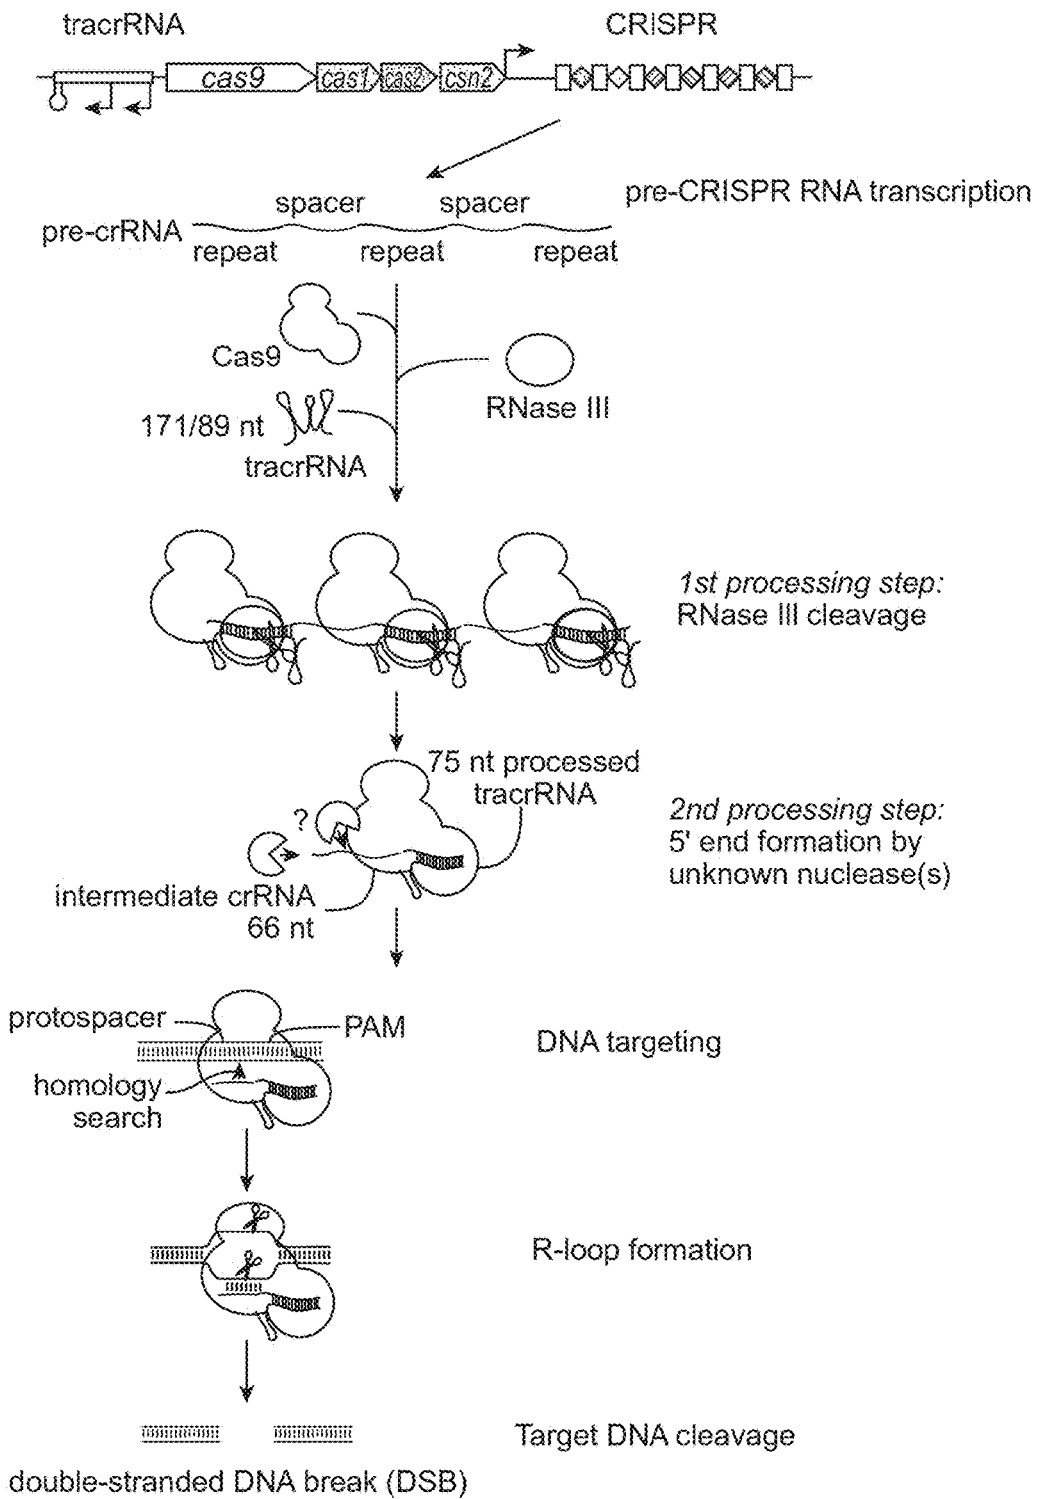 tracrRNA
CRISPR
cas9
cas1
cas2
csn2
pre-CRISPR RNA transcription
spacer
spacer
pre-crRNA
repeat
repeat
repeat
Cas9
RNase III
171/89 nt
tracrRNA
1st processing step:
RNase III cleavage
75 nt processed
tracrRNA
?
2nd processing step:
5' end formation by
unknown nuclease(s)
intermediate crRNA
66 nt
protospacer
PAM
DNA targeting
homology
search
R-loop formation
Target DNA cleavage
double-stranded DNA break (DSB)